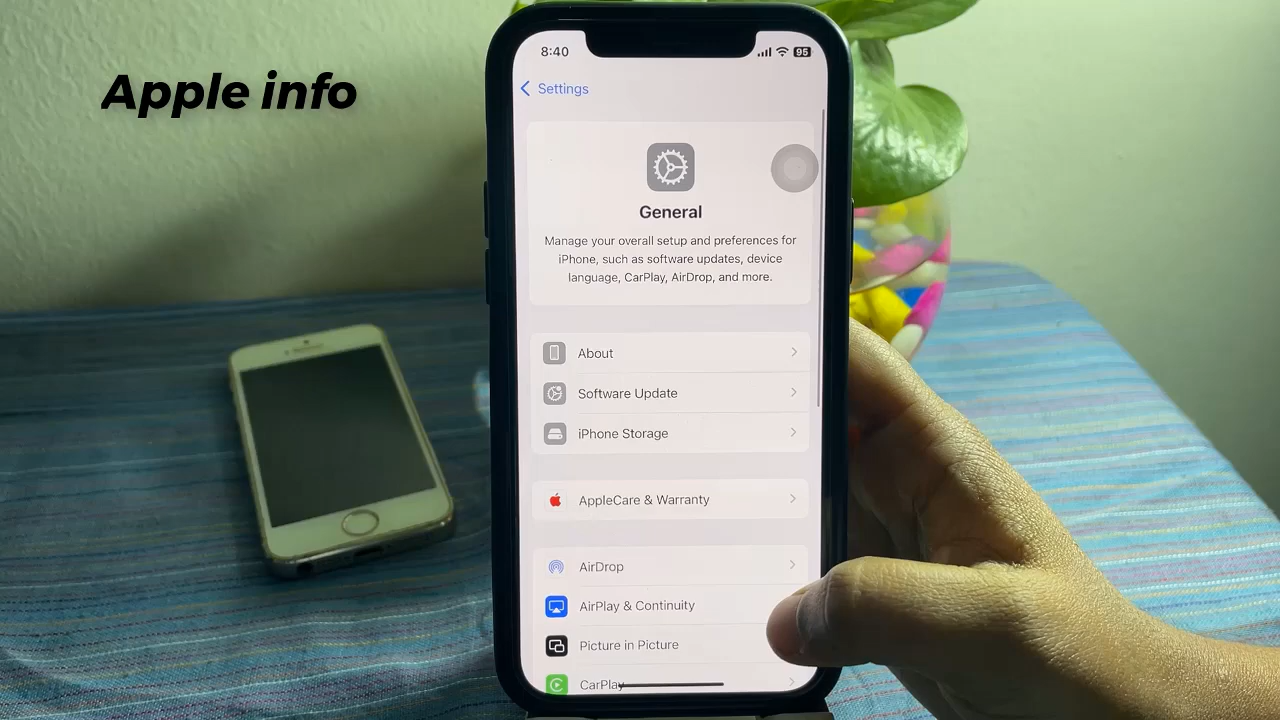 Apple info
8:40
95
Settings
General
Manage your overall setup and preferences for
iPhone, such as software updates, device
language, CarPlay, AirDrop, and more.
About
Software Update
iPhone Storage
AppleCare & Warranty
AirDrop
AirPlay & Continuity
Picture in Picture
CarPlay